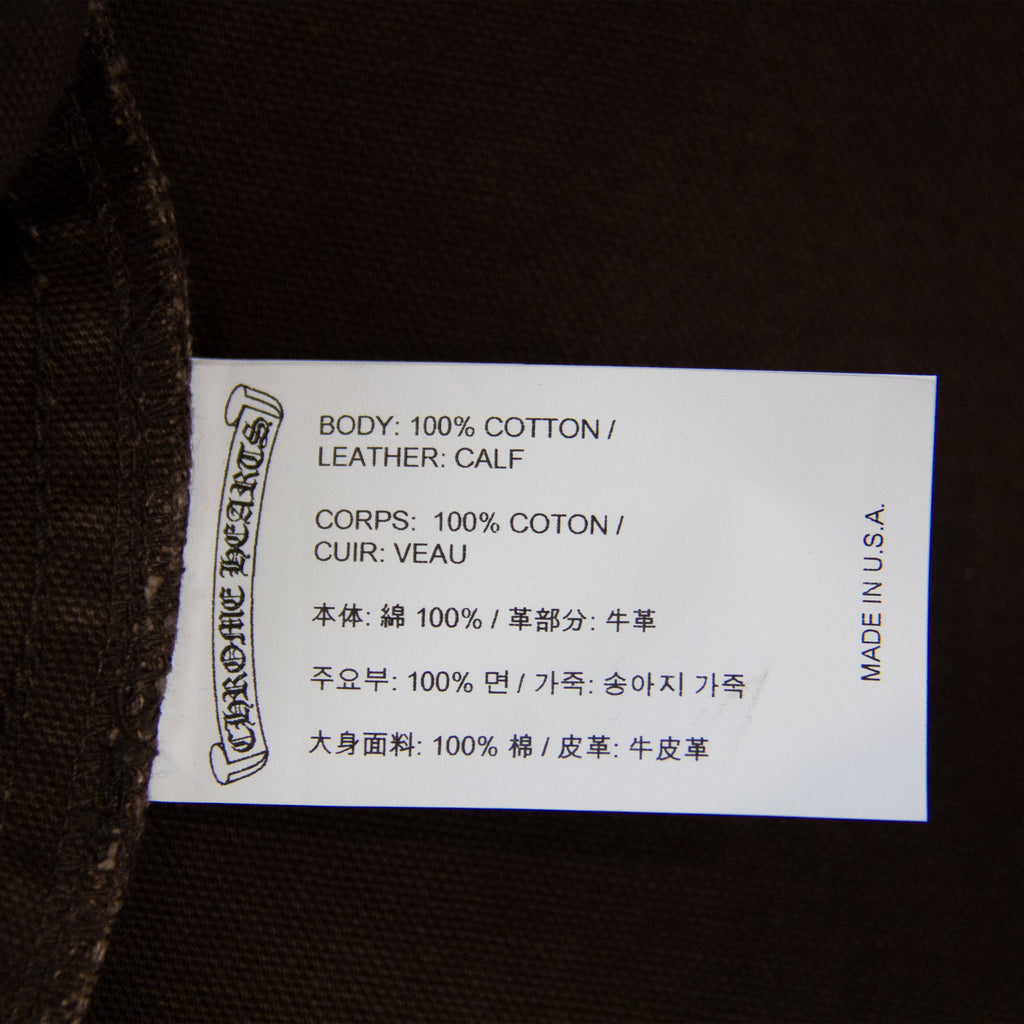 CHROME HEARTS
BODY: 100% COTTON /
LEATHER: CALF
CORPS: 100% COTON /
CUIR: VEAU
本体: 綿 100% / 革部分: 牛革
주요부: 100% 면 / 가죽: 송아지 가죽
大身面料: 100% 棉 / 皮革: 牛皮革
MADE IN U.S.A.